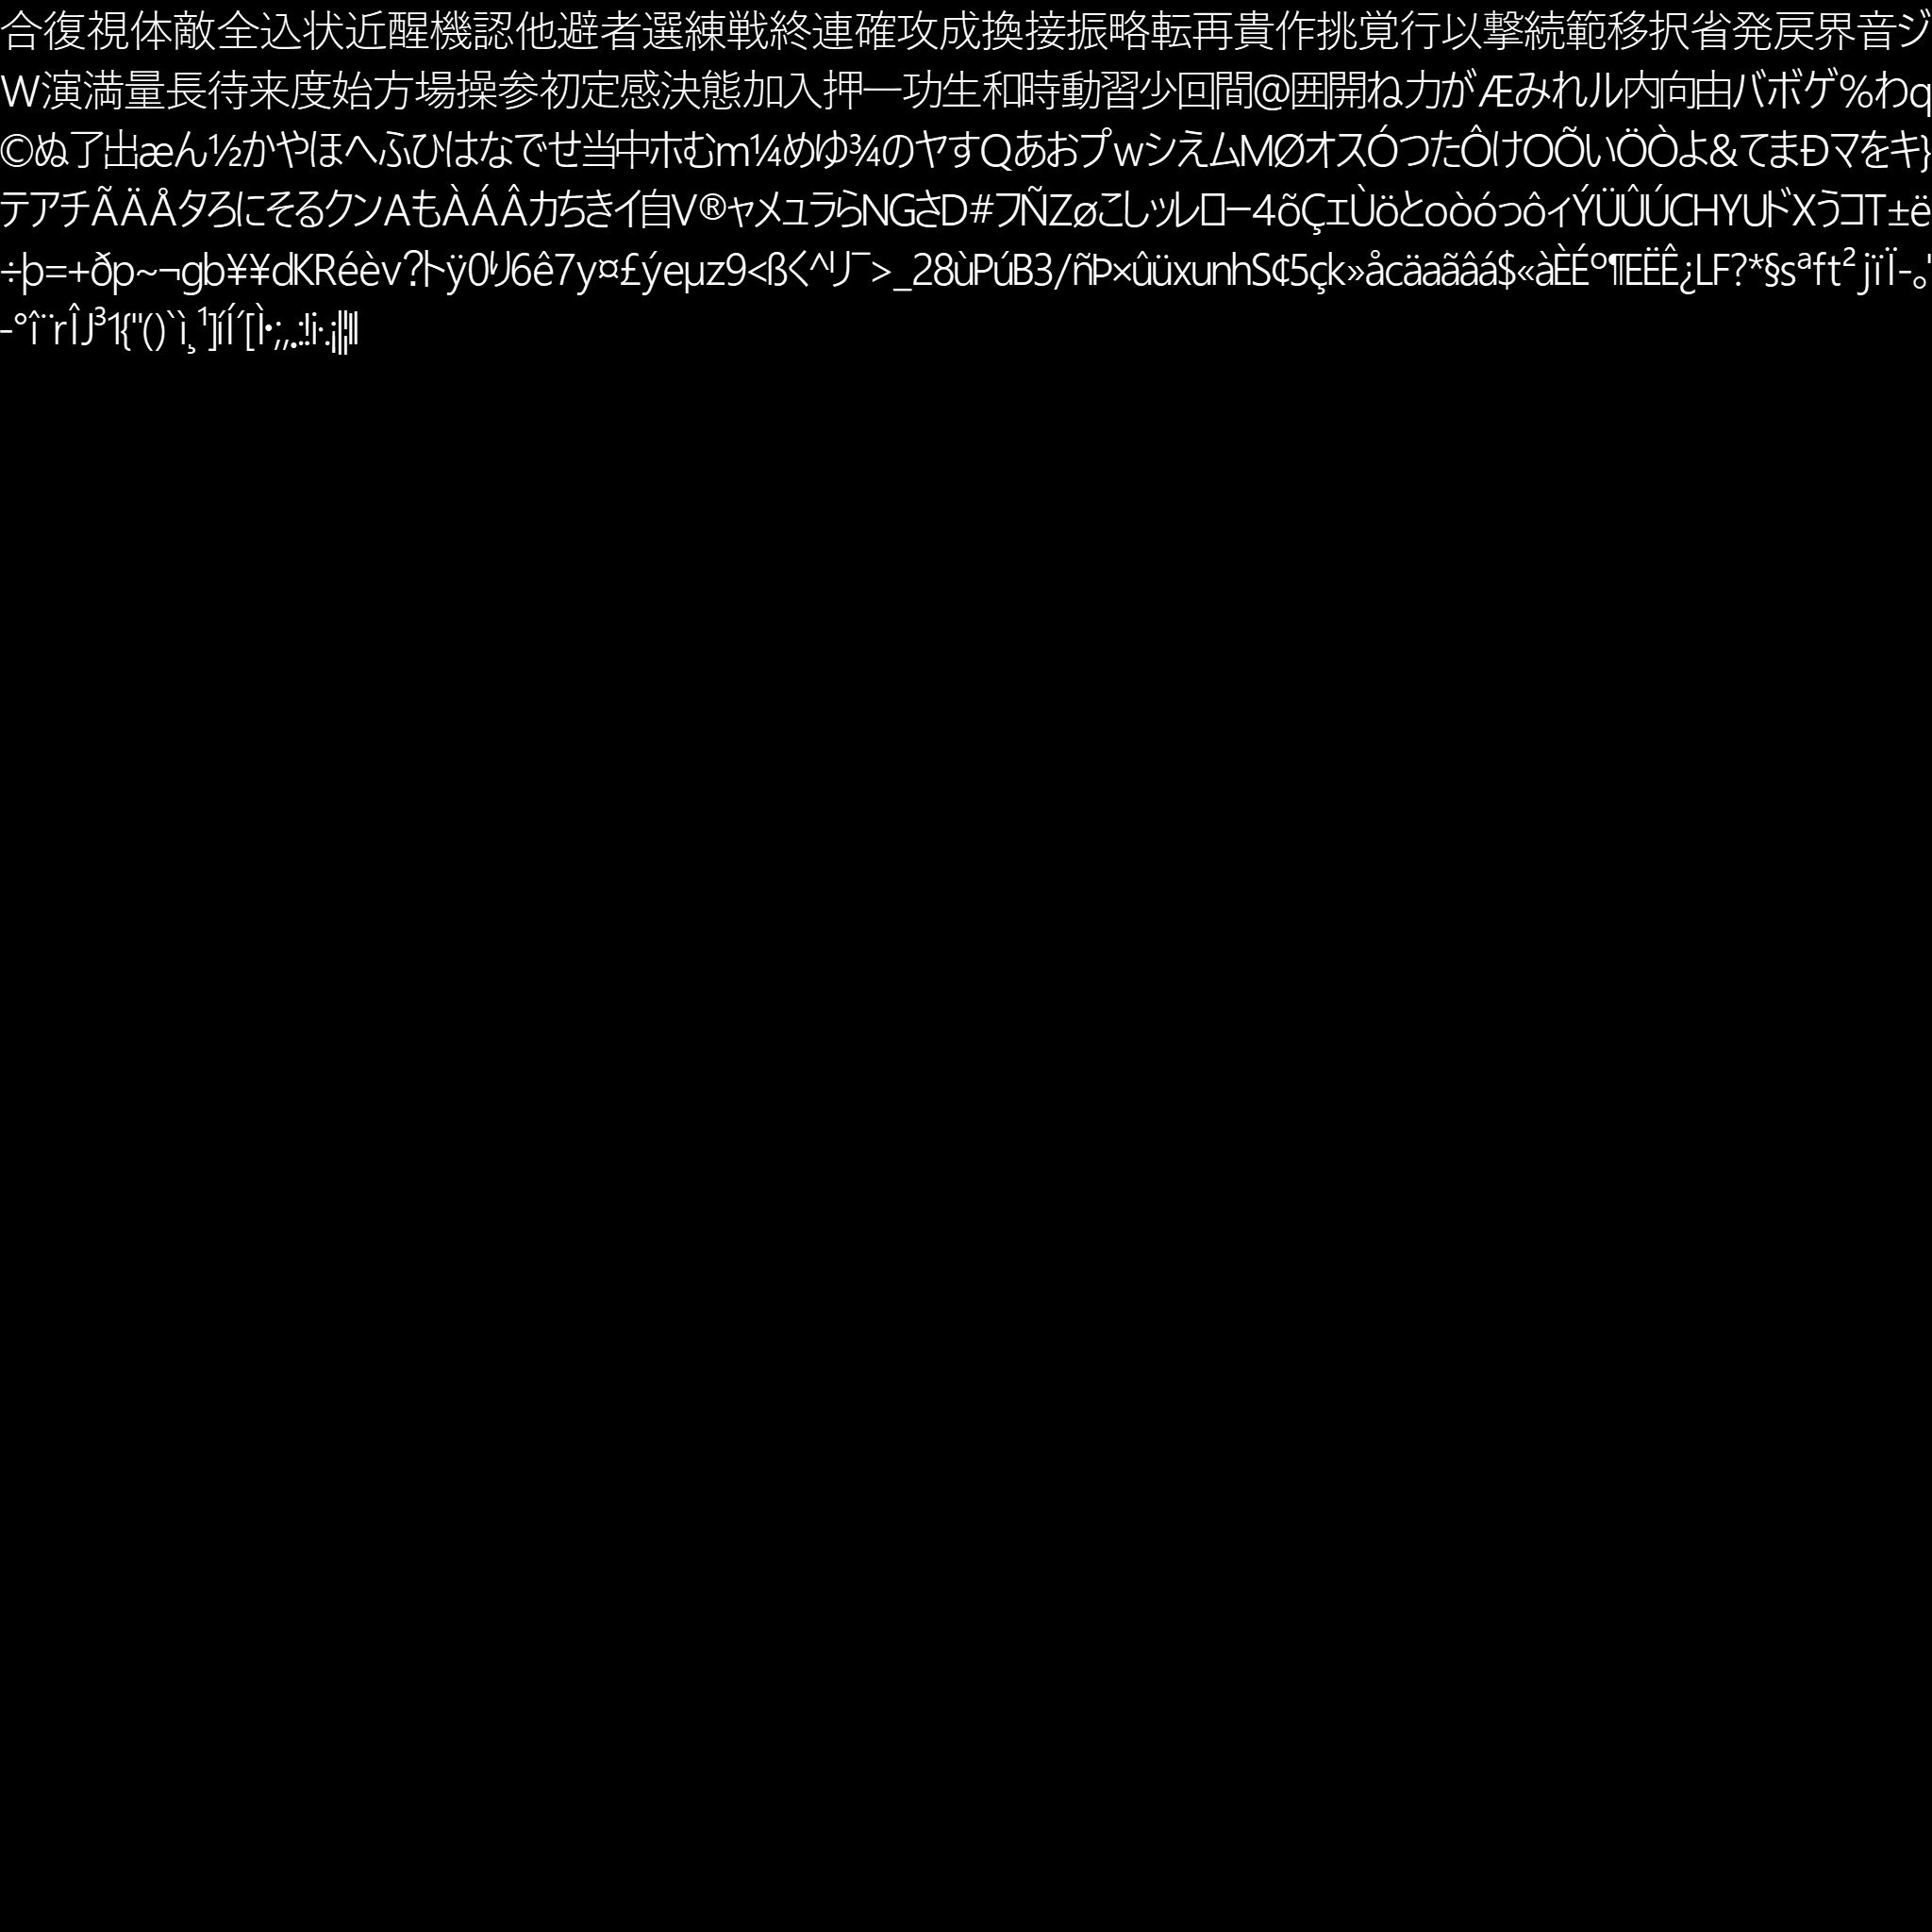 合復視体敵全込状近醒機認他避者選練戦終連確攻成換接振略転再貴作挑覚行以撃続範移択省発戻界音ジ
W演満量長待来度始方場操参初定感決態加入押一功生和時動習少回間@囲開ね力がÆみれル内向由バボゲ%わq
©ぬ了出æん½かやほへふひはなでせ当中ホむm¼めゆ¾のヤすQあおプwシえムMØオスÓつたÔけOÕいÖÒよ&てまÐマをキ}
テアチÃÄÅタろにそるクンAもÀÁÂカちきイ自V®ャメュラらNGさD#フÑZøこしッレロー4õÇェÙöとoòóっôィÝÜÛÚCHYUドXうコT±ë
÷þ=+ðp~¬gb¥¥dKRéèv?トÿ0り6ê7y¤£ýeµz9<ßく^リ¯>_28ùPúB3/ñÞ×ûüxunhS¢5çk»åcäaãâá$«àÈÉº¶EËÊ¿LF?*§sªft²jïÏ-。'
-°î¨rÎJ³1{"()`ì¸¹]íÍ´[Ì•;,.:!i·.¡|¦Il